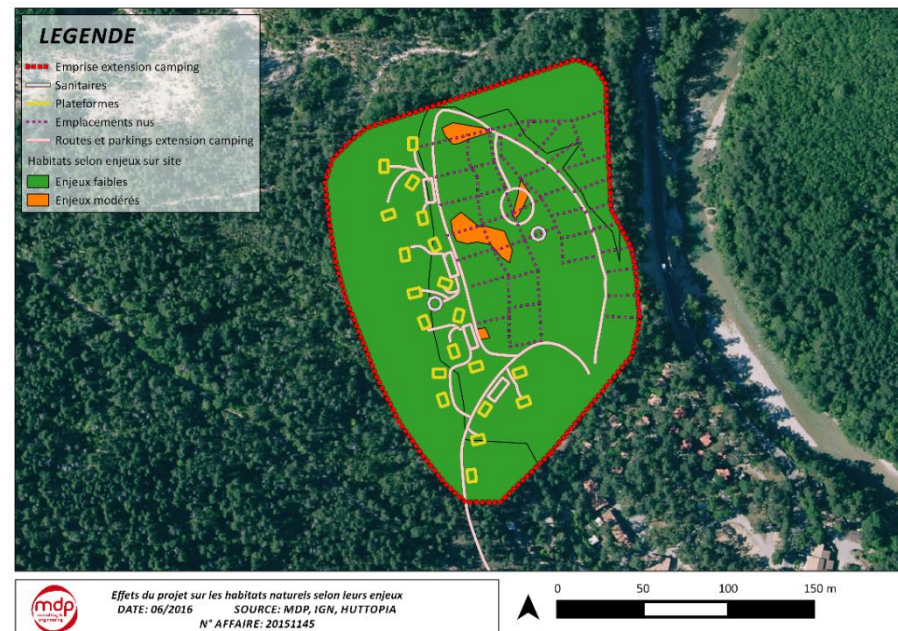 LEGENDE
Emprise extension camping
Sanitaires
Plateformes
Emplacements nus
Routes et parkings extension camping
Habitats selon enjeux sur site
Enjeux faibles
Enjeux modérés
mdp
consulting &
engineering
Effets du projet sur les habitats naturels selon leurs enjeux
DATE: 06/2016 SOURCE: MDP, IGN, HUTTOPIA
N° AFFAIRE: 20151145
0 50 100 150 m